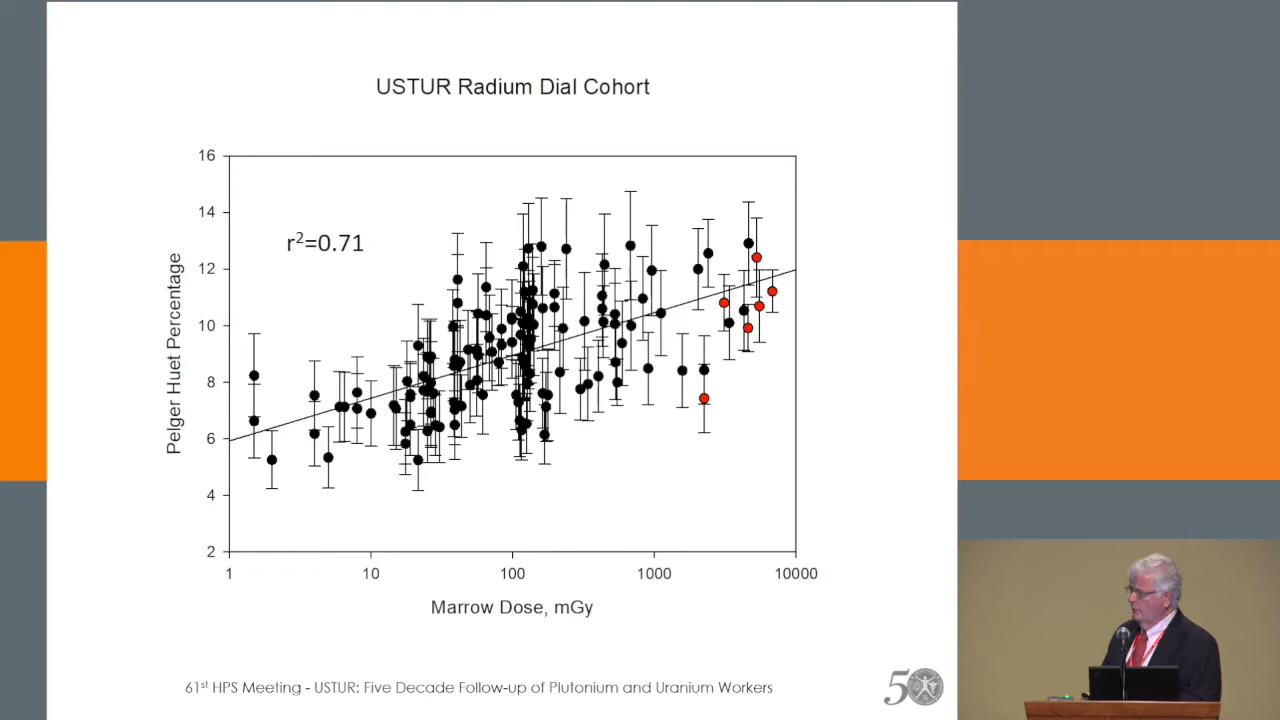 USTUR Radium Dial Cohort
16
14
12
10
8
6
4
2
r²=0.71
Pelger Huet Percentage
1
10
100
1000
10000
Marrow Dose, mGy
61st HPS Meeting - USTUR: Five Decade Follow-up of Plutonium and Uranium Workers
50